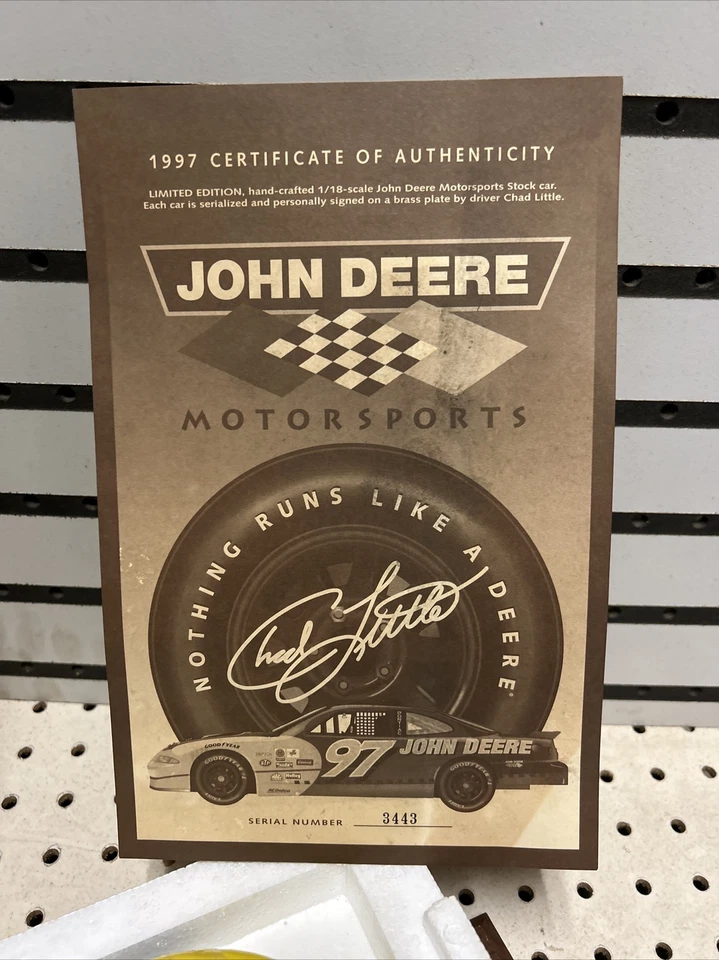 1997 CERTIFICATE OF AUTHENTICITY
LIMITED EDITION, hand-crafted 1/18-scale John Deere Motorsports Stock car.
Each car is serialized and personally signed on a brass plate by driver Chad Little.
JOHN DEERE
MOTORSPORTS
NOTHING RUNS LIKE A DEERE®
Chad Little
GOODYEAR
97 JOHN DEERE
GOODYEAR
GOODYEAR
SERIAL NUMBER 3443